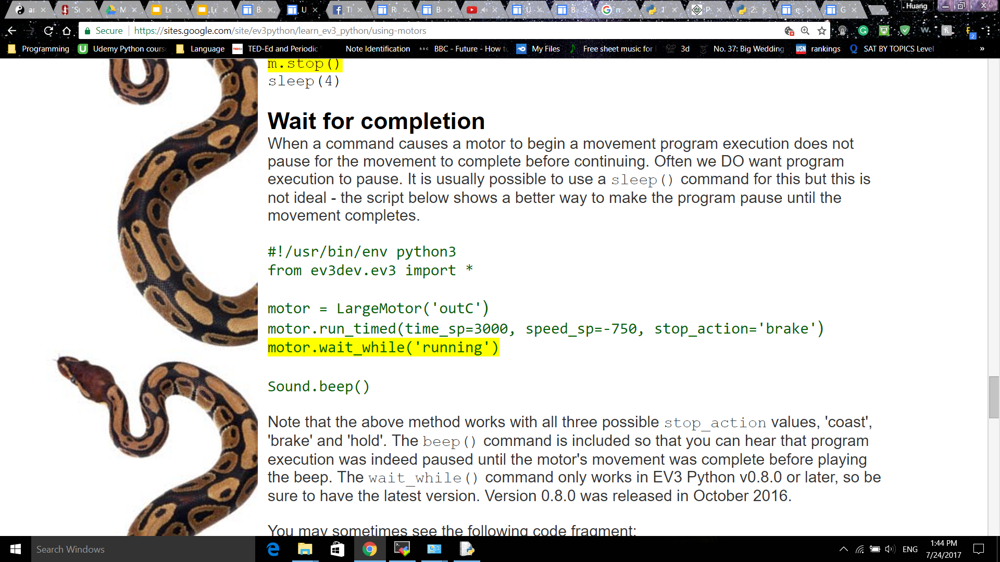 Huang
Secure
https://sites.google.com/site/ev3python/learn_ev3_python/using-motors
Programming
Udemy Python cours
Language
TED-Ed and Periodic
Note Identification
BBC - Future - How t
My Files
Free sheet music for
3d
No. 37: Big Wedding
USN
rankings
SAT BY TOPICS Level
»
m.stop()
sleep(4)
Wait for completion
When a command causes a motor to begin a movement program execution does not
pause for the movement to complete before continuing. Often we DO want program
execution to pause. It is usually possible to use a sleep() command for this but this is
not ideal - the script below shows a better way to make the program pause until the
movement completes.
#!/usr/bin/env python3
from ev3dev.ev3 import *
motor = LargeMotor('outC')
motor.run_timed(time_sp=3000, speed_sp=-750, stop_action='brake')
motor.wait_while('running')
Sound.beep()
Note that the above method works with all three possible stop_action values, 'coast',
'brake' and 'hold'. The beep() command is included so that you can hear that program
execution was indeed paused until the motor's movement was complete before playing
the beep. The wait_while() command only works in EV3 Python v0.8.0 or later, so be
sure to have the latest version. Version 0.8.0 was released in October 2016.
You may sometimes see the following code fragment:
Search Windows
ENG
1:44 PM
7/24/2017